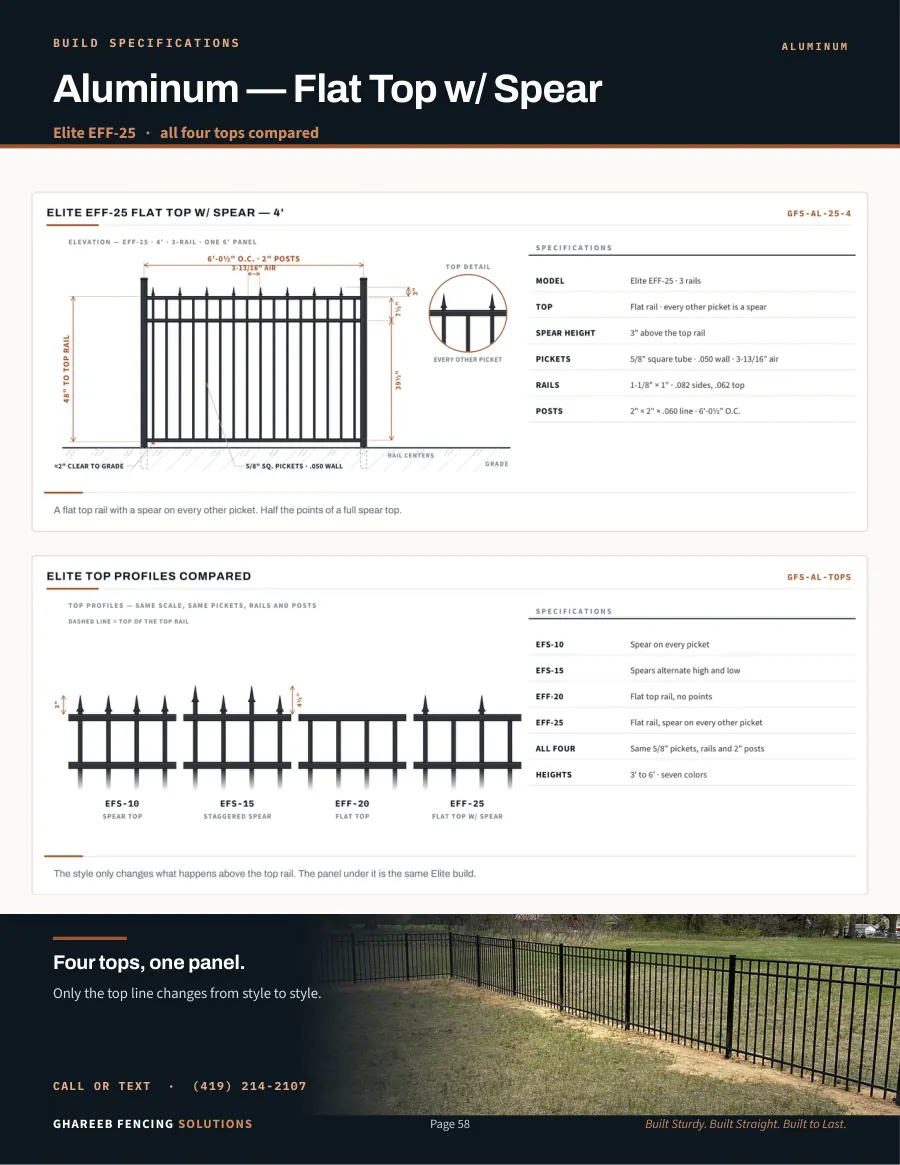 BUILD SPECIFICATIONS
ALUMINUM
Aluminum — Flat Top w/ Spear
Elite EFF-25 · all four tops compared
ELITE EFF-25 FLAT TOP W/ SPEAR — 4'
GFS-AL-25-4
ELEVATION — EFF-25 · 4' · 3-RAIL · ONE 6' PANEL
6'-0½" O.C. · 2" POSTS
3-13/16" AIR
3"
7½"
39½"
48" TO TOP RAIL
≈2" CLEAR TO GRADE
5/8" SQ. PICKETS · .050 WALL
RAIL CENTERS
GRADE
TOP DETAIL
EVERY OTHER PICKET
SPECIFICATIONS
MODEL Elite EFF-25 · 3 rails
TOP Flat rail · every other picket is a spear
SPEAR HEIGHT 3" above the top rail
PICKETS 5/8" square tube · .050 wall · 3-13/16" air
RAILS 1-1/8" × 1" · .082 sides, .062 top
POSTS 2" × 2" × .060 line · 6'-0½" O.C.
A flat top rail with a spear on every other picket. Half the points of a full spear top.
ELITE TOP PROFILES COMPARED
GFS-AL-TOPS
TOP PROFILES — SAME SCALE, SAME PICKETS, RAILS AND POSTS
DASHED LINE = TOP OF THE TOP RAIL
3"
4½"
EFS-10
SPEAR TOP
EFS-15
STAGGERED SPEAR
EFF-20
FLAT TOP
EFF-25
FLAT TOP W/ SPEAR
SPECIFICATIONS
EFS-10 Spear on every picket
EFS-15 Spears alternate high and low
EFF-20 Flat top rail, no points
EFF-25 Flat rail, spear on every other picket
ALL FOUR Same 5/8" pickets, rails and 2" posts
HEIGHTS 3' to 6' · seven colors
The style only changes what happens above the top rail. The panel under it is the same Elite build.
Four tops, one panel.
Only the top line changes from style to style.
CALL OR TEXT · (419) 214-2107
GHAREEB FENCING SOLUTIONS
Page 58
Built Sturdy. Built Straight. Built to Last.